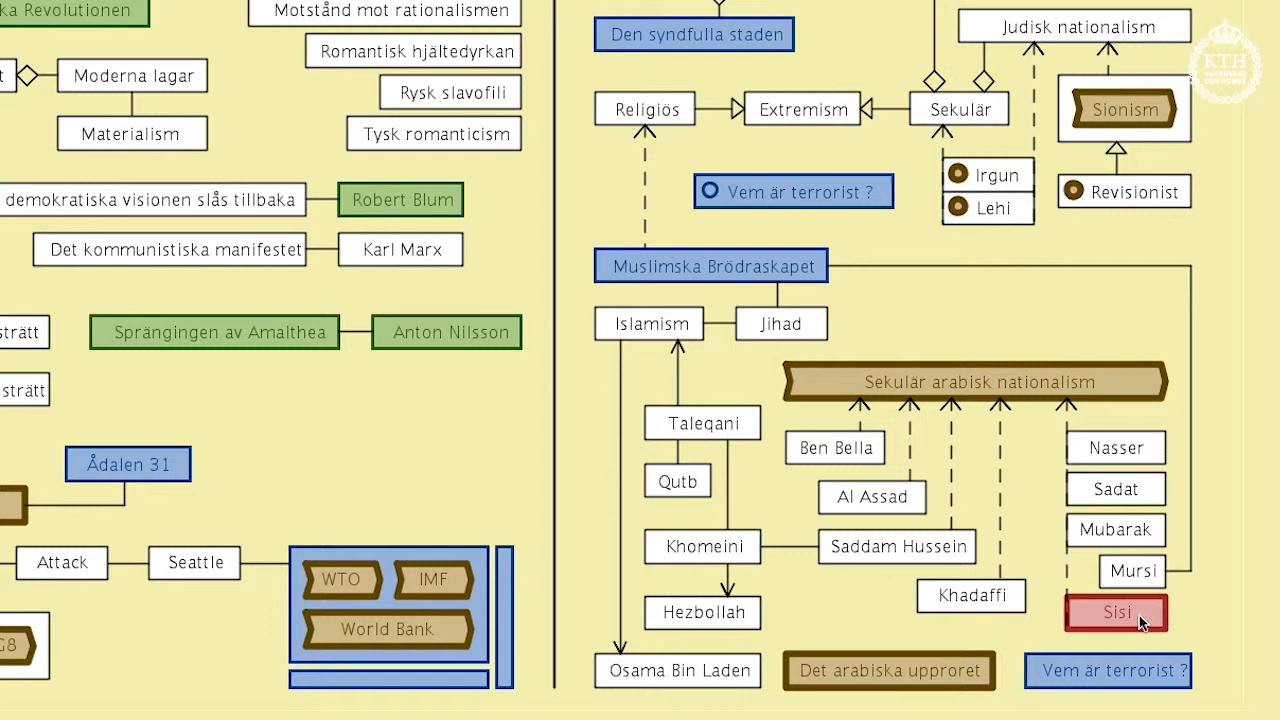 ka Revolutionen
Motstånd mot rationalismen
Romantisk hjältedyrkan
t
Moderna lagar
Rysk slavofili
Materialism
Tysk romanticism
demokratiska visionen slås tillbaka
Robert Blum
Det kommunistiska manifestet
Karl Marx
strätt
Sprängingen av Amalthea
Anton Nilsson
strätt
Ådalen 31
Attack
Seattle
WTO
IMF
World Bank
G8
Den syndfulla staden
Judisk nationalism
KTH
VETENSKAP
OCH KONST
Religiös
Extremism
Sekulär
Sionism
Vem är terrorist ?
Irgun
Lehi
Revisionist
Muslimska Brödraskapet
Islamism
Jihad
Sekulär arabisk nationalism
Taleqani
Ben Bella
Nasser
Qutb
Al Assad
Sadat
Mubarak
Khomeini
Saddam Hussein
Mursi
Khadaffi
Hezbollah
Sisi
Osama Bin Laden
Det arabiska upproret
Vem är terrorist ?